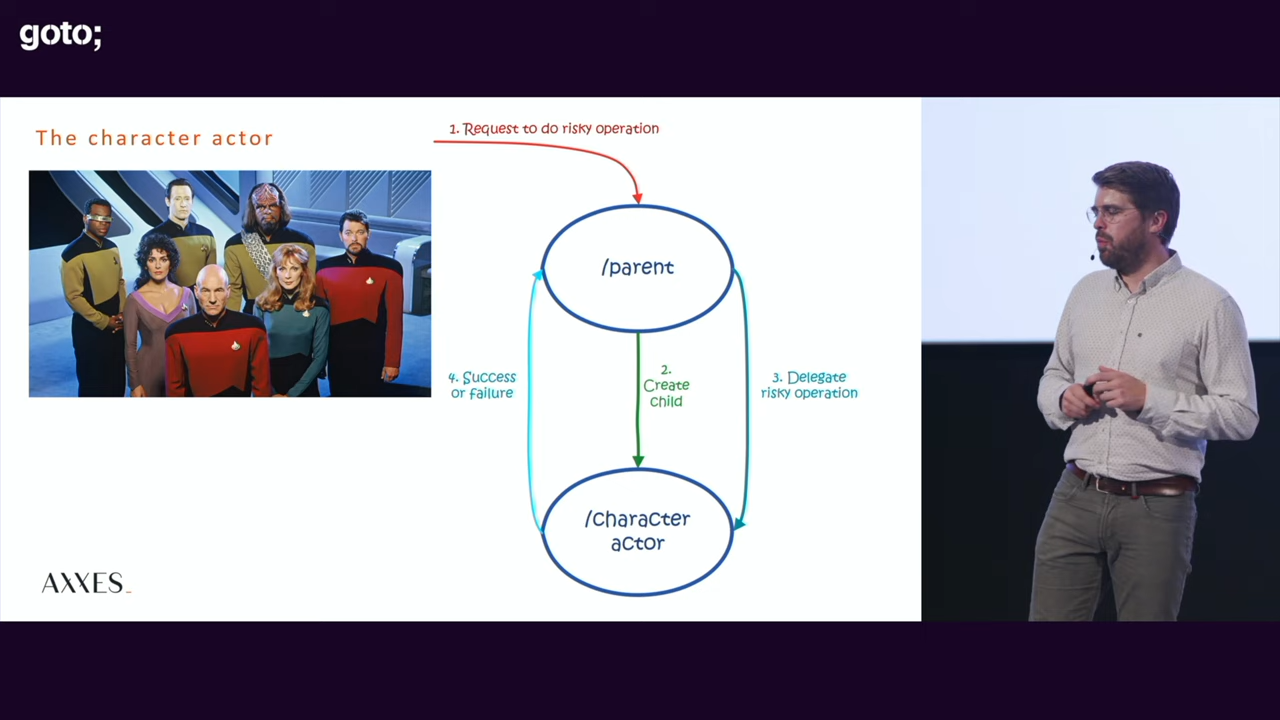 goto;
The character actor
1. Request to do risky operation
/parent
4. Success
or failure
2.
Create
child
3. Delegate
risky operation
/character
actor
AXXES_